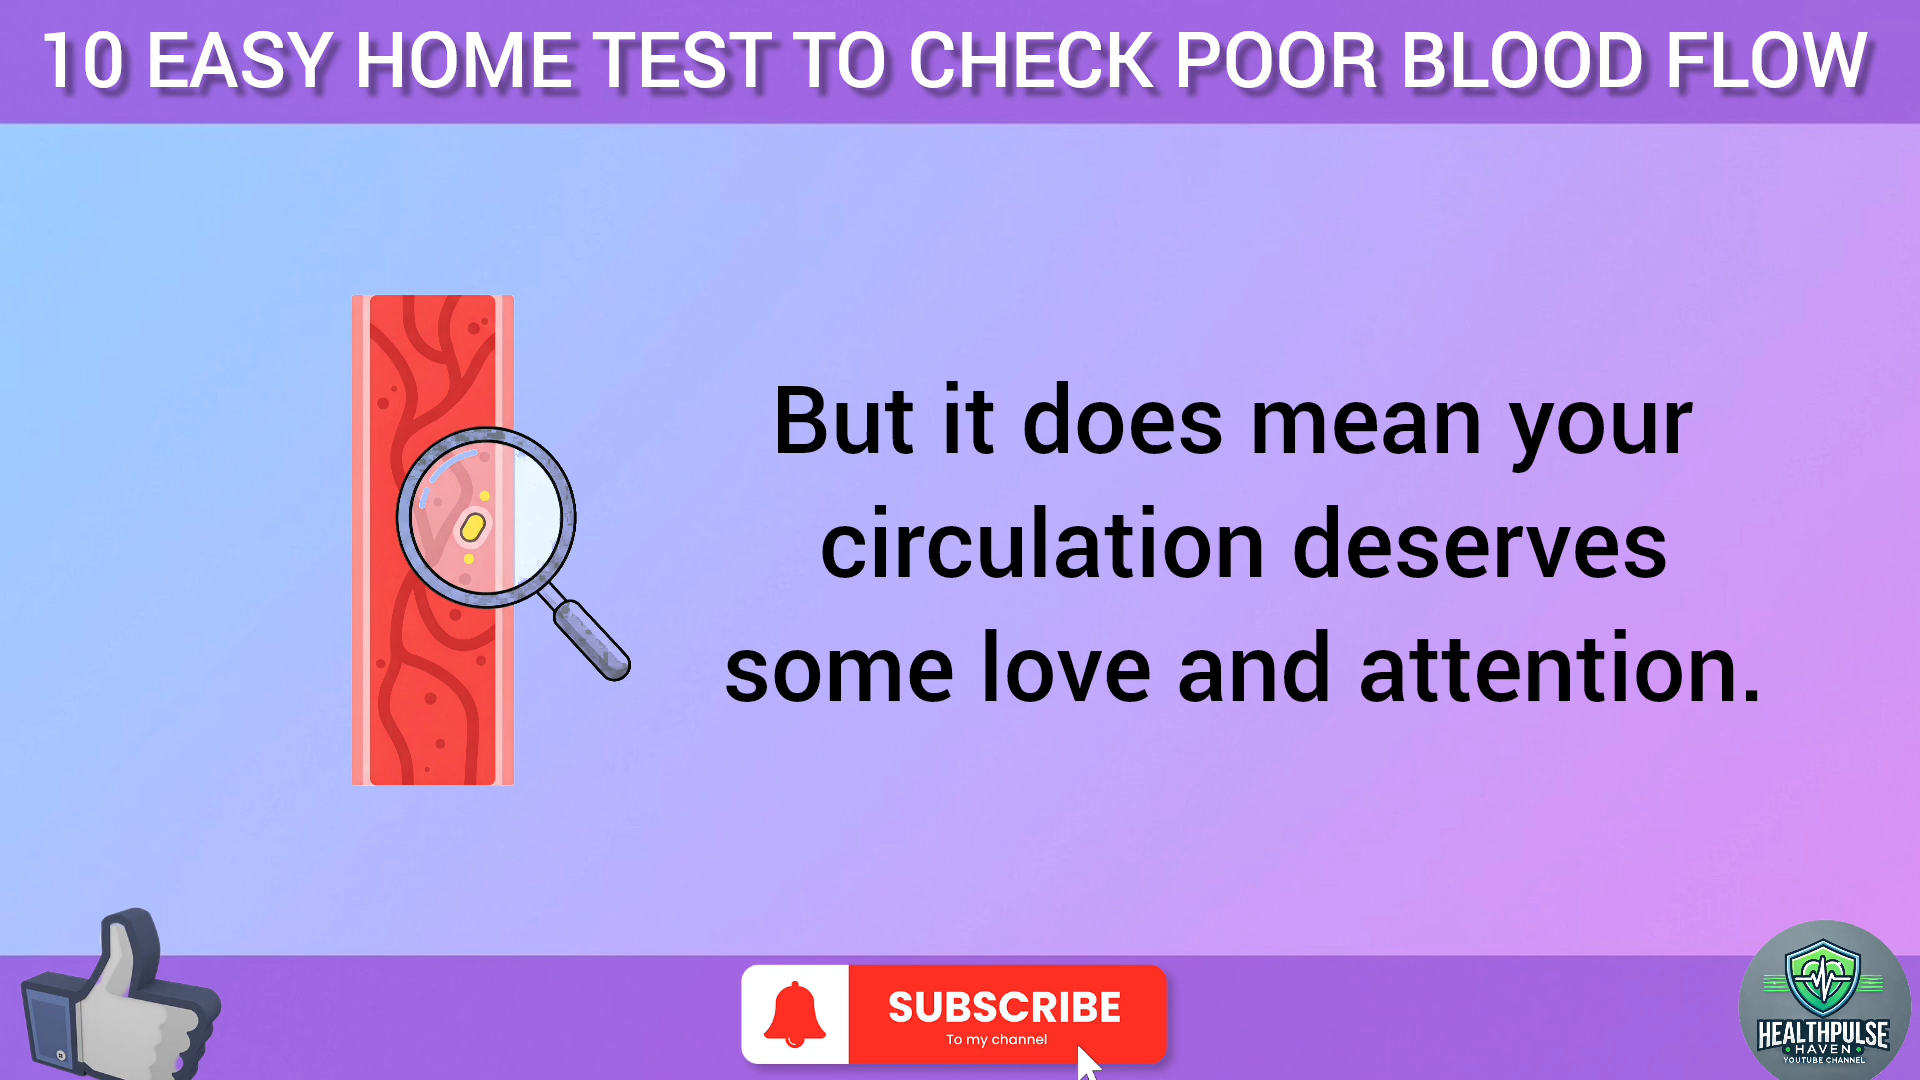 10 EASY HOME TEST TO CHECK POOR BLOOD FLOW
But it does mean your
circulation deserves
some love and attention.
SUBSCRIBE
To my channel
HEALTHPULSE
HAVEN
YOUTUBE CHANNEL